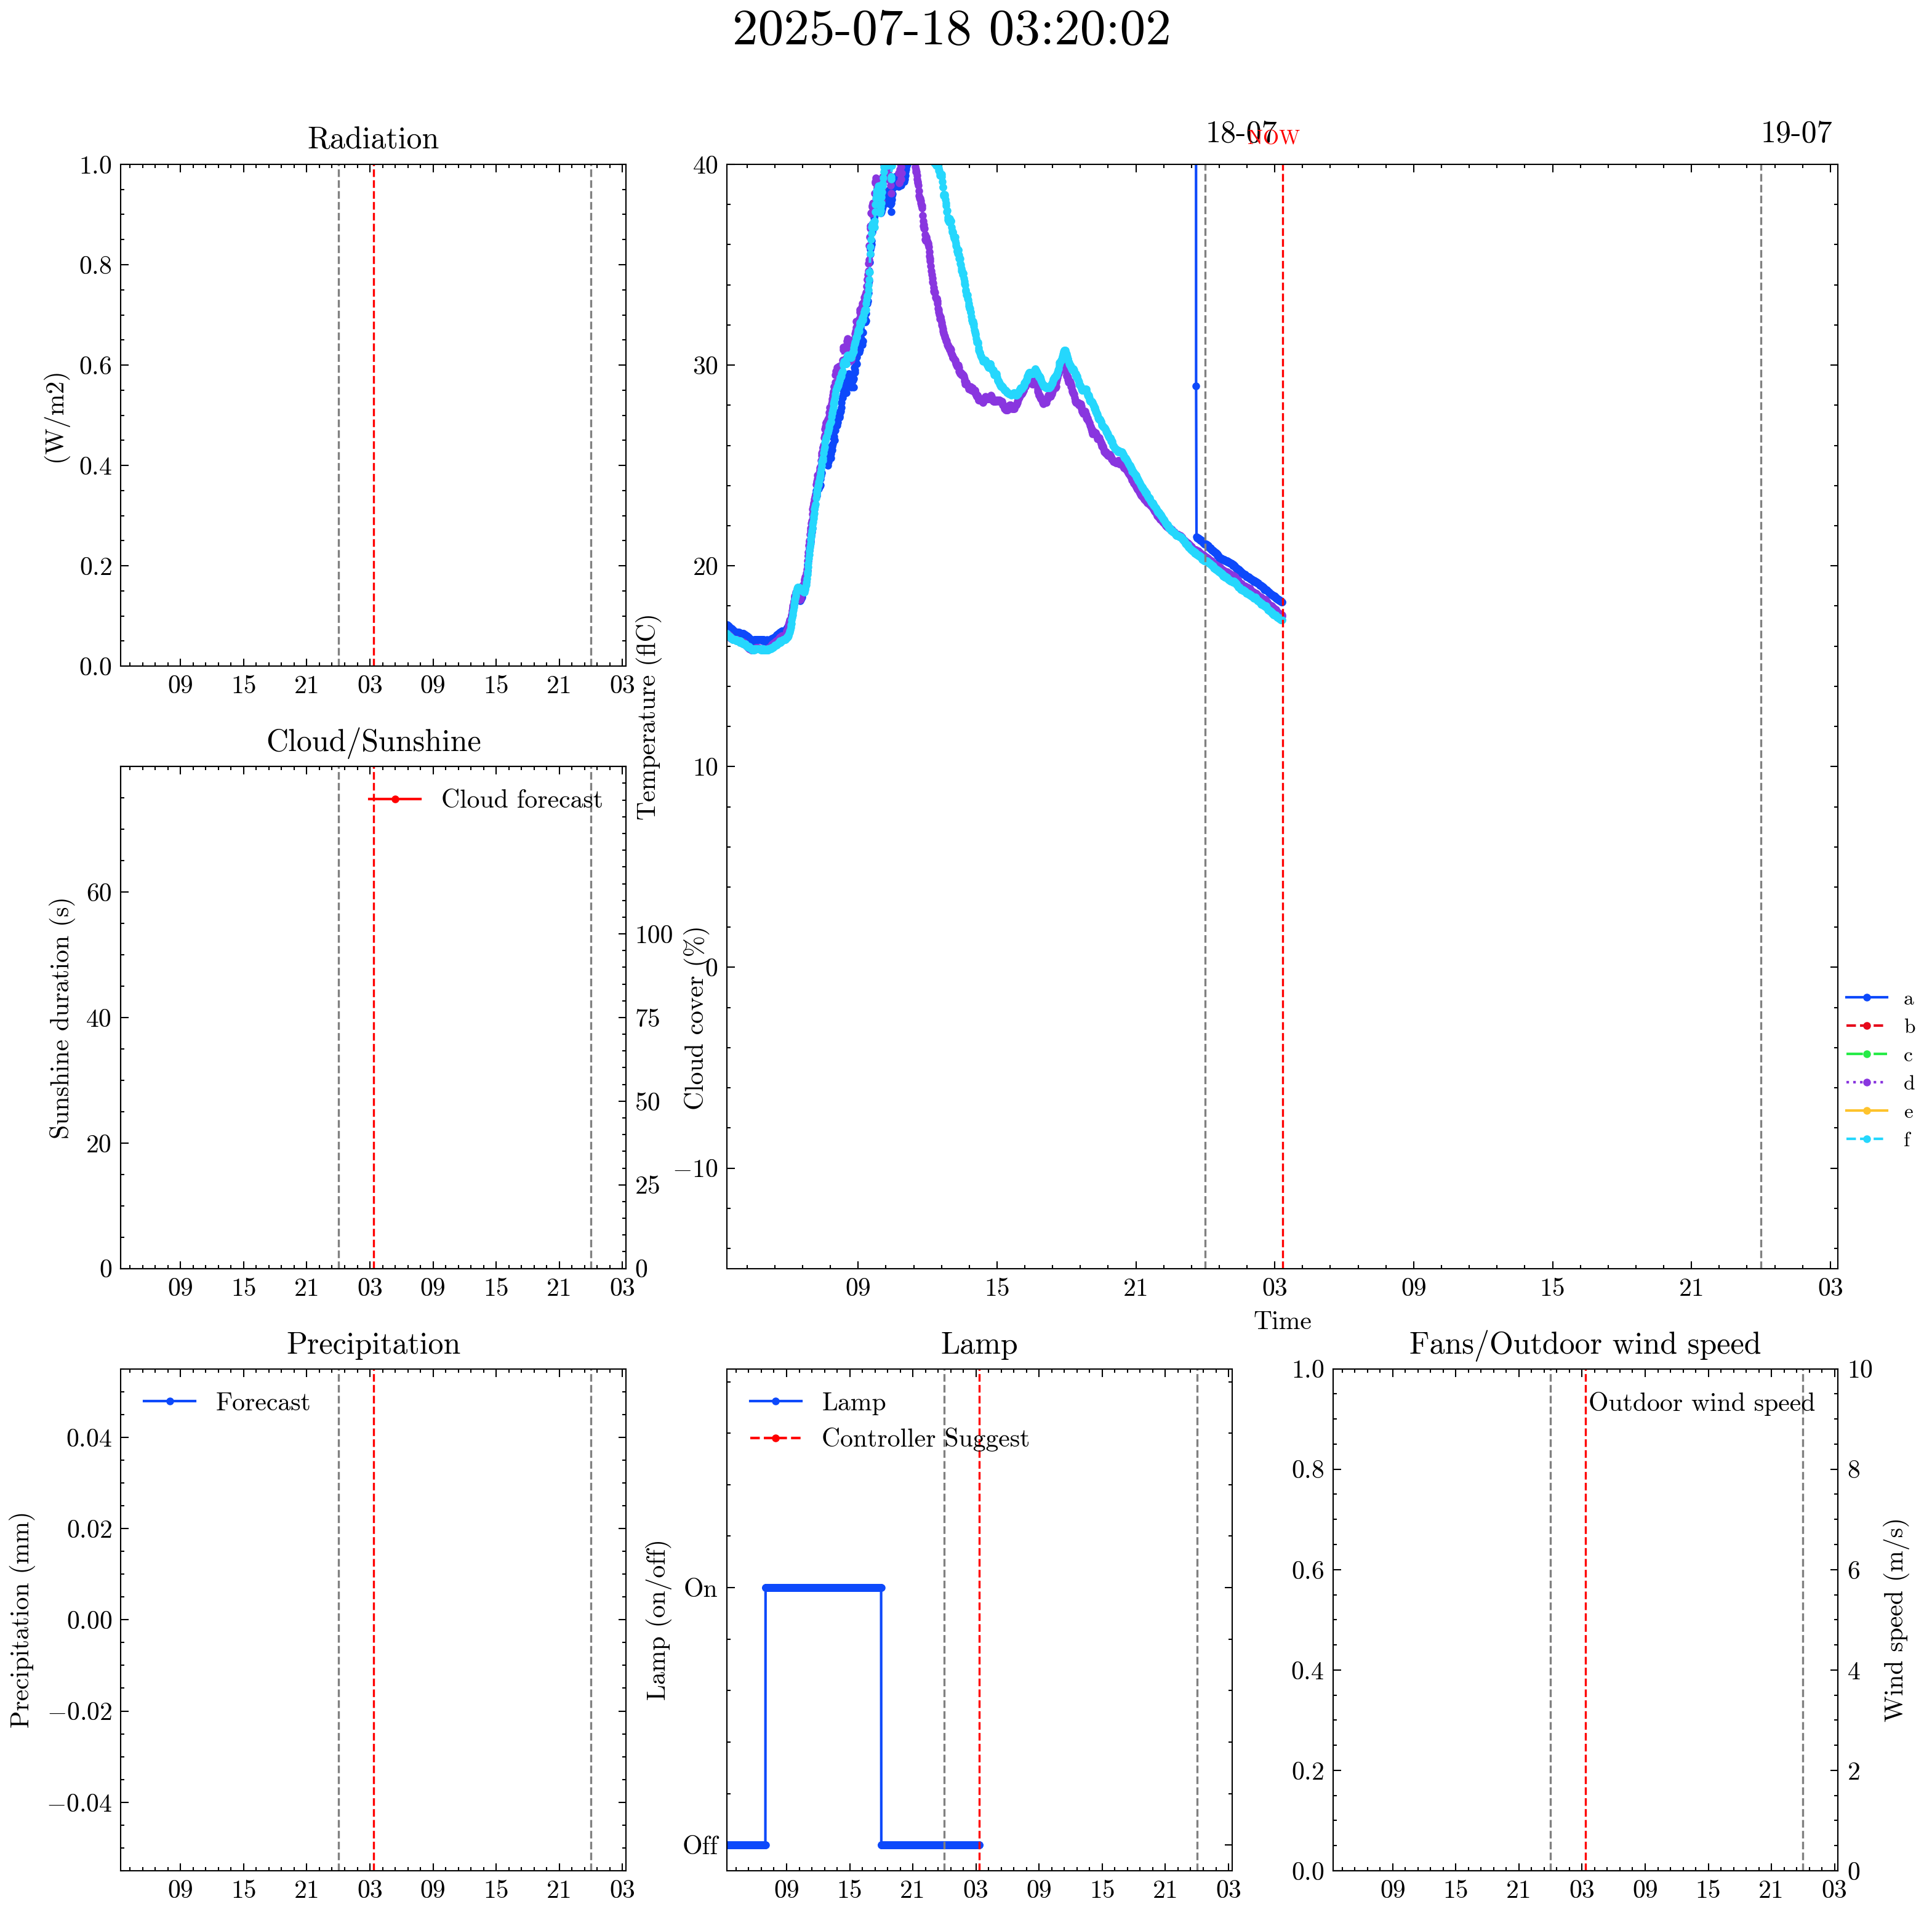 2025-07-18 03:20:02
Radiation
(W/m2)
1.0
0.8
0.6
0.4
0.2
0.0
09 15 21 03 09 15 21 03
18-07
NOW
19-07
Temperature (flC)
40
30
20
10
0
−10
09 15 21 03 09 15 21 03
Time
a
b
c
d
e
f
Cloud/Sunshine
Cloud forecast
Sunshine duration (s)
60
40
20
0
Cloud cover (%)
100
75
50
25
0
09 15 21 03 09 15 21 03
Precipitation
Forecast
Precipitation (mm)
0.04
0.02
0.00
−0.02
−0.04
09 15 21 03 09 15 21 03
Lamp
Lamp
Controller Suggest
Lamp (on/off)
On
Off
09 15 21 03 09 15 21 03
Fans/Outdoor wind speed
Outdoor wind speed
1.0
0.8
0.6
0.4
0.2
0.0
10
8
6
4
2
0
Wind speed (m/s)
09 15 21 03 09 15 21 03